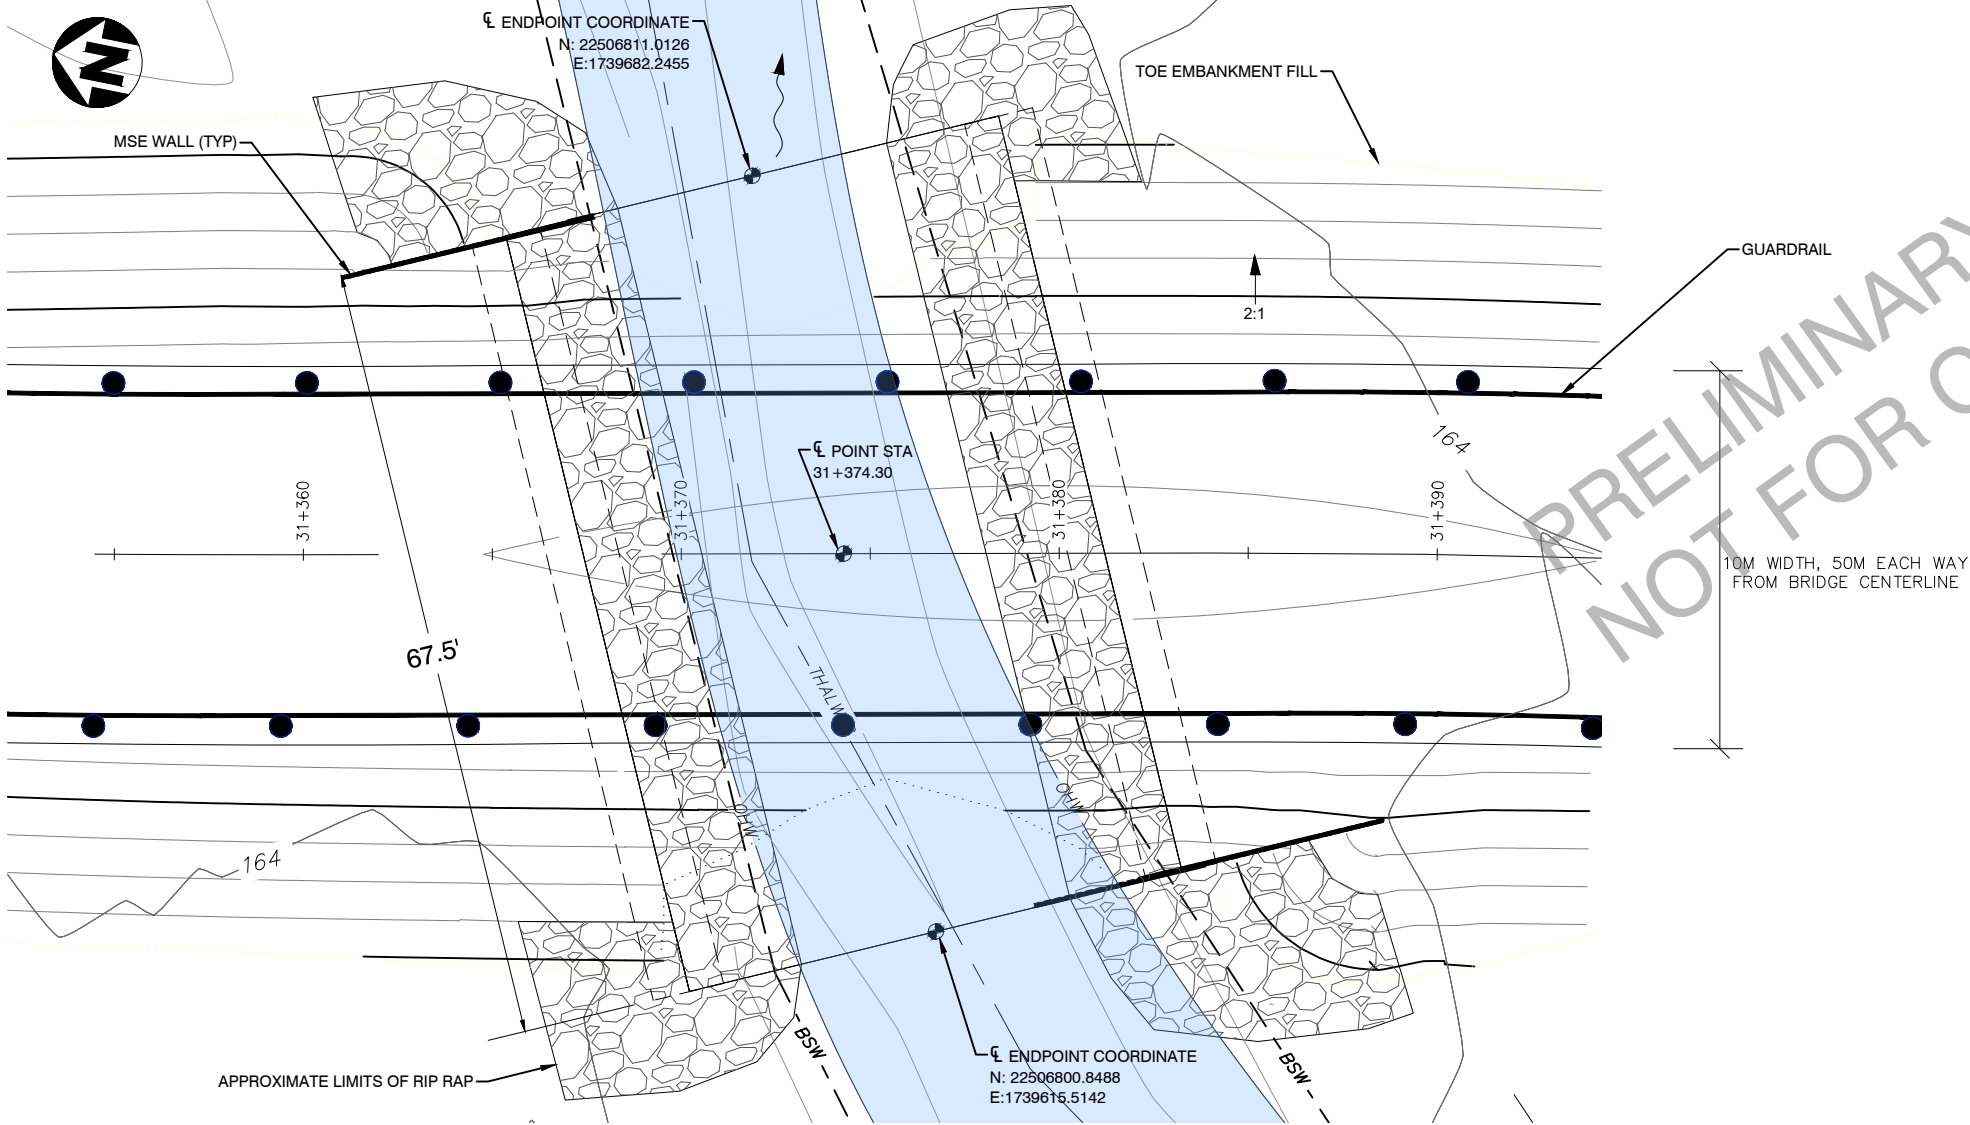 ℄ ENDPOINT COORDINATE
N: 22506811.0126
E:1739682.2455
N
MSE WALL (TYP)
TOE EMBANKMENT FILL
GUARDRAIL
2:1
PRELIMINARY
NOT FOR
164
℄ POINT STA
31+374.30
31+360
31+370
31+380
31+390
10M WIDTH, 50M EACH WAY
FROM BRIDGE CENTERLINE
67.5'
THALW
OHW
OHW
164
BSW
BSW
℄ ENDPOINT COORDINATE
N: 22506800.8488
E:1739615.5142
APPROXIMATE LIMITS OF RIP RAP